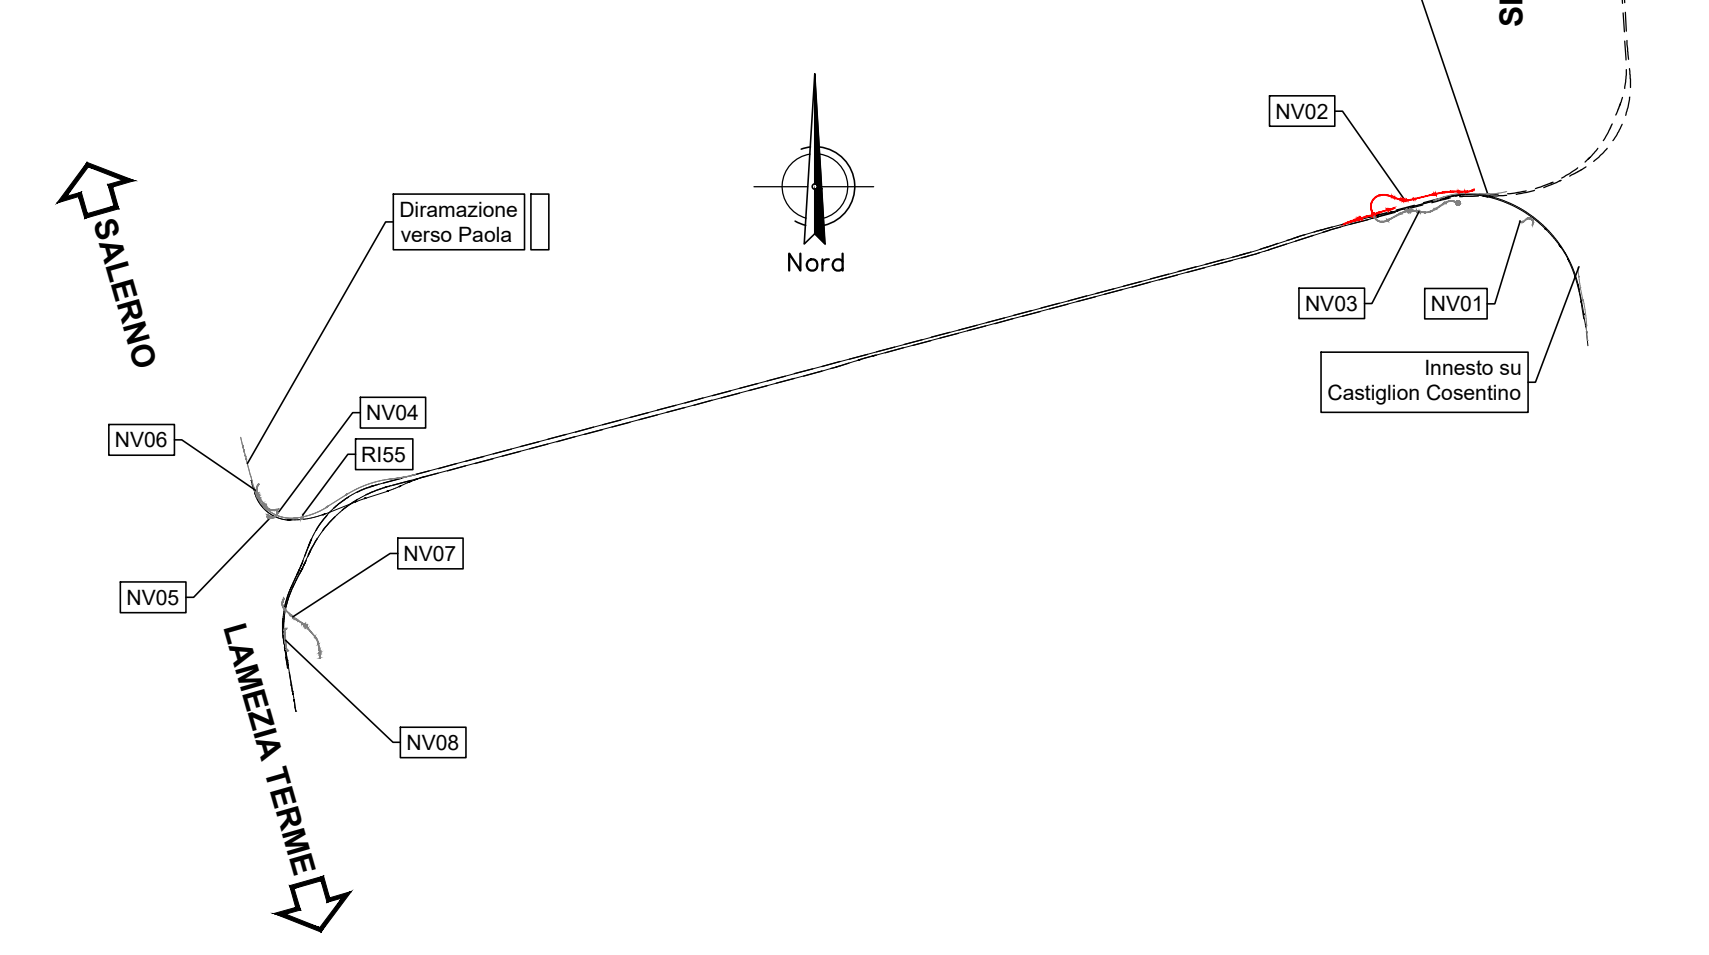 NV02
SALERNO
Diramazione
verso Paola
Nord
NV03
NV01
Innesto su
Castiglion Cosentino
NV04
NV06
RI55
NV07
NV05
LAMEZIA TERME
NV08